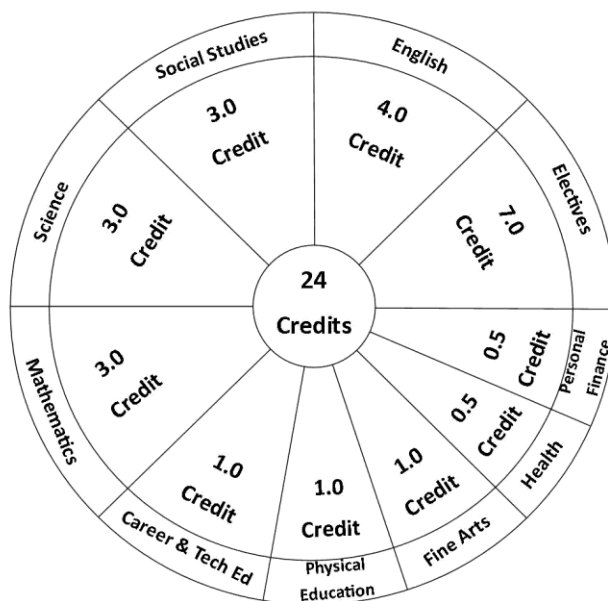 24
Credits
English
4.0
Credit
Electives
7.0
Credit
Personal
Finance
0.5
Credit
Health
0.5
Credit
Fine Arts
1.0
Credit
Physical
Education
1.0
Credit
Career & Tech Ed
1.0
Credit
Mathematics
3.0
Credit
Science
3.0
Credit
Social Studies
3.0
Credit